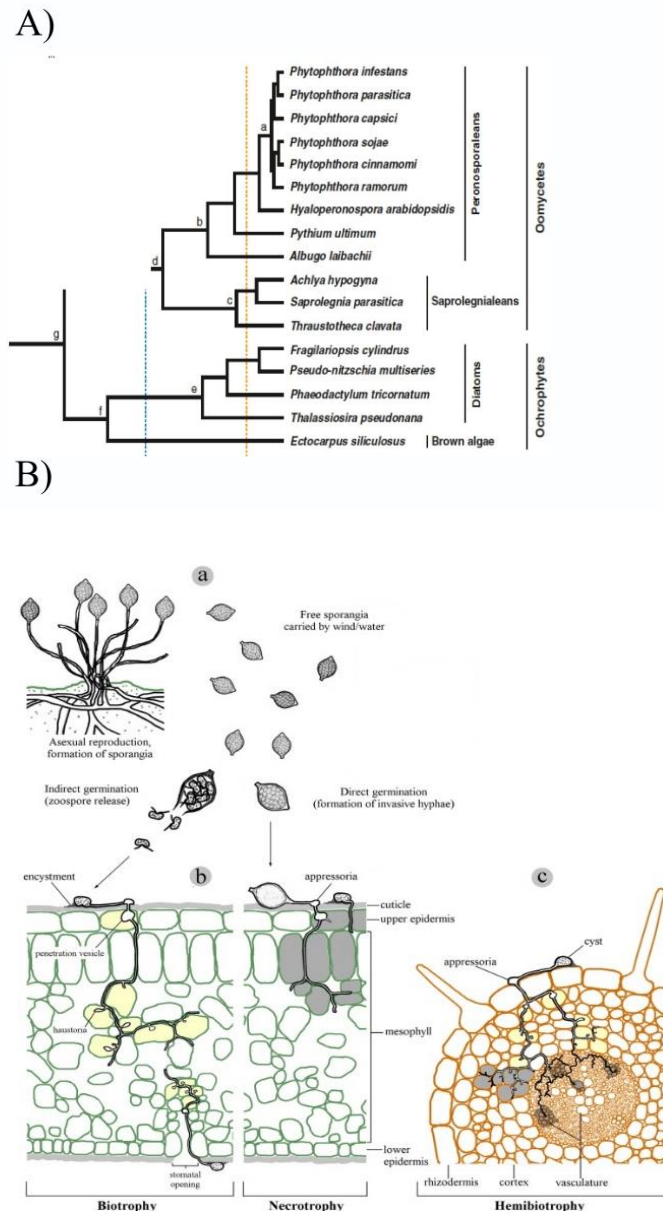 A)
...
Phytophthora infestans
Phytophthora parasitica
Phytophthora capsici
a
Phytophthora sojae
Phytophthora cinnamomi
Phytophthora ramorum
Hyaloperonospora arabidopsidis
b
Pythium ultimum
Albugo laibachii
Peronosporaleans
d
Achlya hypogyna
c
Saprolegnia parasitica
Saprolegnialeans
Thraustotheca clavata
Oomycetes
g
Fragilariopsis cylindrus
Pseudo-nitzschia multiseries
e
Phaeodactylum tricornatum
Thalassiosira pseudonana
Diatoms
f
Ectocarpus siliculosus
Brown algae
Ochrophytes
B)
a
Free sporangia
carried by wind/water
Asexual reproduction,
formation of sporangia
Indirect germination
(zoospore release)
Direct germination
(formation of invasive hyphae)
encystment
b
appressoria
c
cuticle
upper epidermis
penetration vesicle
haustoria
mesophyll
stomatal
opening
lower
epidermis
appressoria
cyst
rhizodermis
cortex
vasculature
Biotrophy
Necrotrophy
Hemibiotrophy